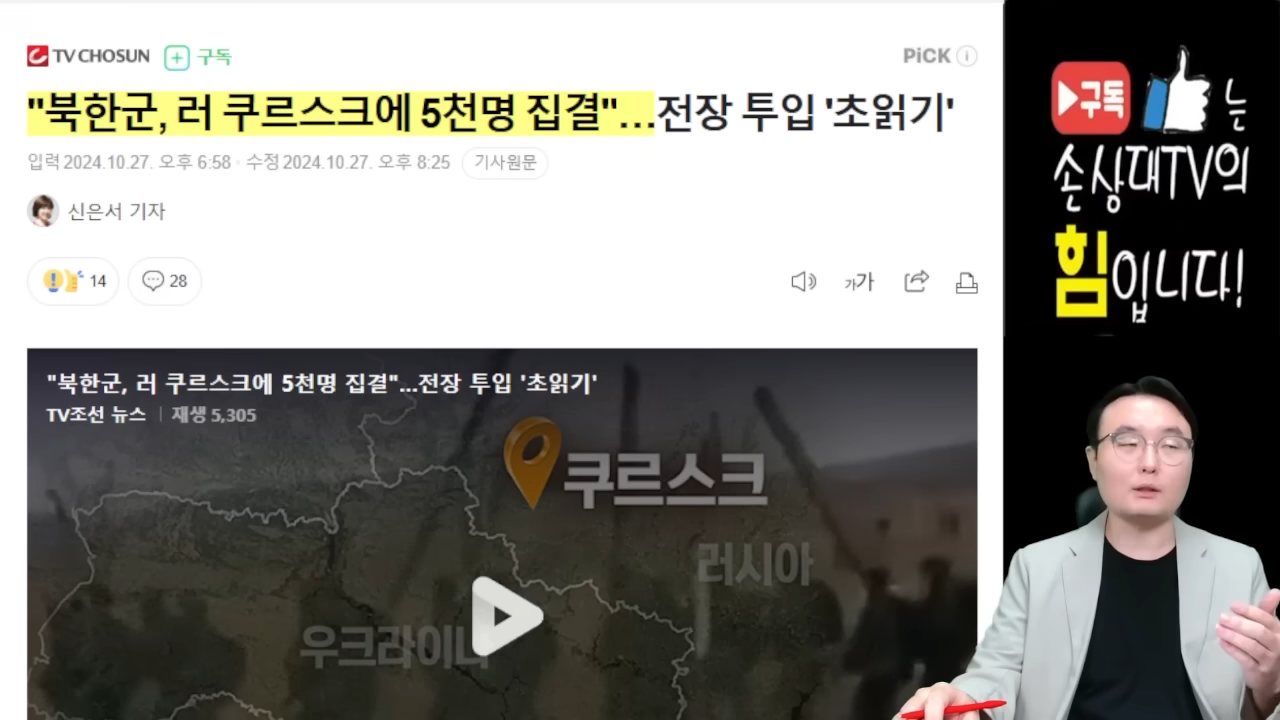 TV CHOSUN + 구독
PiCK i
"북한군, 러 쿠르스크에 5천명 집결"…전장 투입 '초읽기'
입력 2024.10.27. 오후 6:58 · 수정 2024.10.27. 오후 8:25 기사원문
신은서 기자
14 28
가가
"북한군, 러 쿠르스크에 5천명 집결"...전장 투입 '초읽기'
TV조선 뉴스 | 재생 5,305
쿠르스크
러시아
우크라이나
구독 는
손상대TV의
힘입니다!